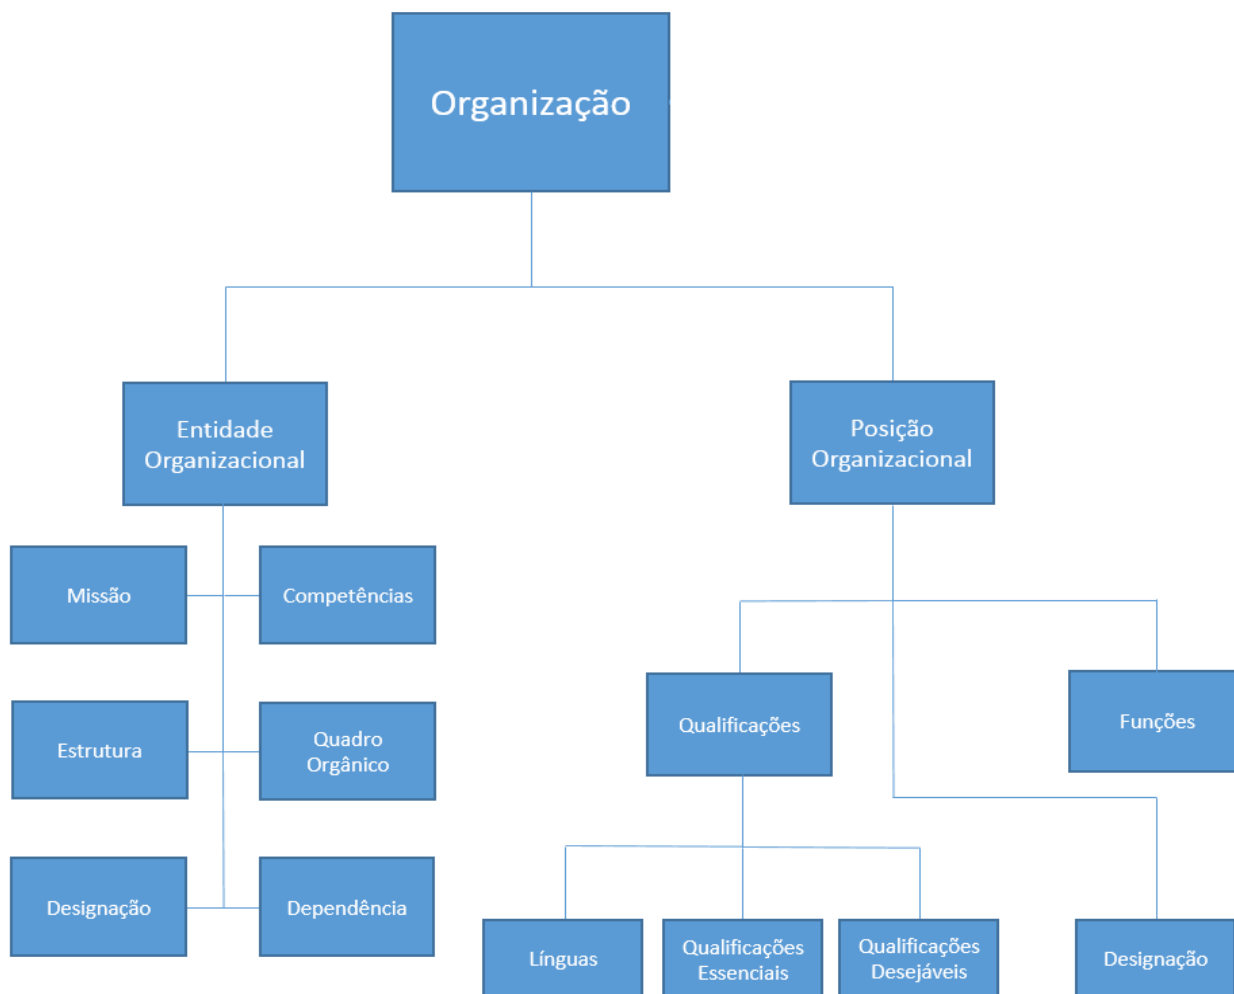 Organização
Entidade
Organizacional
Posição
Organizacional
Missão
Competências
Estrutura
Quadro
Orgânico
Qualificações
Funções
Designação
Dependência
Línguas
Qualificações
Essenciais
Qualificações
Desejáveis
Designação